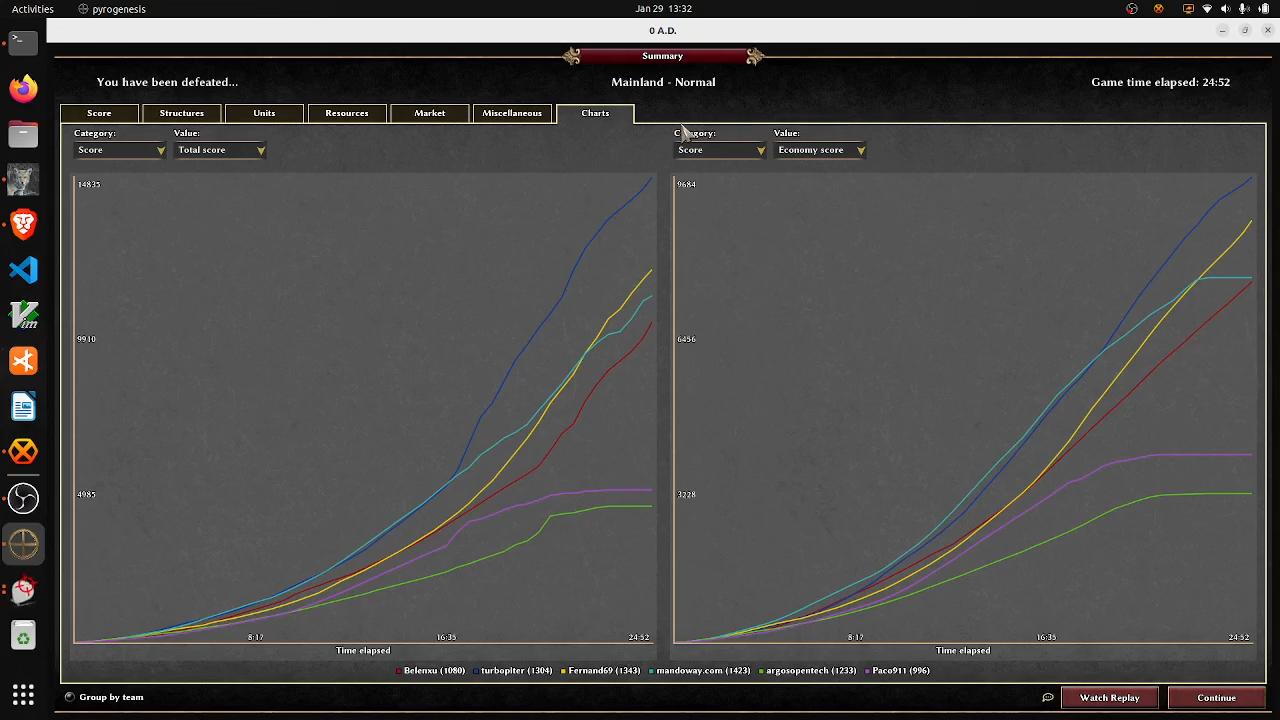 Activities pyrogenesis Jan 29 13:32
0 A.D.
Summary
You have been defeated... Mainland - Normal Game time elapsed: 24:52
Score Structures Units Resources Market Miscellaneous Charts
Category: Value: Category: Value:
Score Total score Score Economy score
14835 9684
9910 6456
4985 3228
8:17 16:35 24:52 8:17 16:35 24:52
Time elapsed Time elapsed
Belenxu (1080) turbopiter (1304) Fernand69 (1343) mandoway.com (1423) argosopentech (1233) Paco911 (996)
Group by team Watch Replay Continue